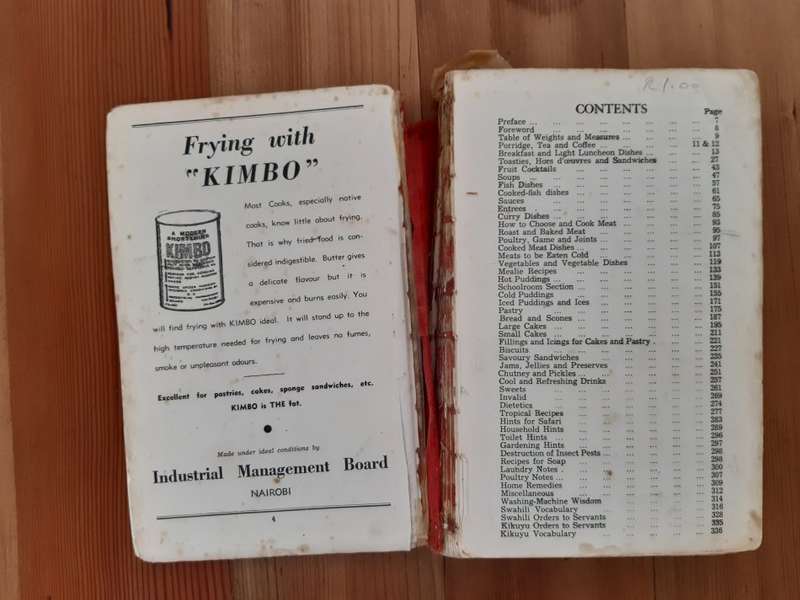 Frying with
"KIMBO"
Most Cooks, especially native
cooks, know little about frying.
That is why fried food is con-
sidered indigestible. Butter gives
a delicate flavour but it is
expensive and burns easily. You
will find frying with KIMBO ideal. It will stand up to the
high temperature needed for frying and leaves no fumes,
smoke or unpleasant odours.
Excellent for pastries, cakes, sponge sandwiches, etc.
KIMBO is THE fat.
Made under ideal conditions by
Industrial Management Board
NAIROBI
4
A MODERN
SHORTENING
KIMBO
R1.00
CONTENTS
Page
Preface ... 7
Foreword ... 8
Table of Weights and Measures ... 9
Porridge, Tea and Coffee ... 11 & 12
Breakfast and Light Luncheon Dishes ... 13
Toasties, Hors d'œuvres and Sandwiches ... 27
Fruit Cocktails ... 43
Soups ... 47
Fish Dishes ... 57
Cooked-fish dishes ... 61
Sauces ... 65
Entrees ... 75
Curry Dishes ... 85
How to Choose and Cook Meat ... 93
Roast and Baked Meat ... 95
Poultry, Game and Joints ... 97
Cooked Meat Dishes ... 107
Meats to be Eaten Cold ... 113
Vegetables and Vegetable Dishes ... 119
Mealie Recipes ... 133
Hot Puddings ... 139
Schoolroom Section ... 151
Cold Puddings ... 155
Iced Puddings and Ices ... 171
Pastry ... 175
Bread and Scones ... 187
Large Cakes ... 195
Small Cakes ... 211
Fillings and Icings for Cakes and Pastry . 221
Biscuits ... 227
Savoury Sandwiches ... 235
Jams, Jellies and Preserves ... 241
Chutney and Pickles ... 251
Cool and Refreshing Drinks ... 257
Sweets ... 261
Invalid ... 269
Dietetics ... 274
Tropical Recipes ... 277
Hints for Safari ... 283
Household Hints ... 289
Toilet Hints ... 296
Gardening Hints ... 297
Destruction of Insect Pests ... 298
Recipes for Soap ... 298
Laundry Notes ... 300
Poultry Notes ... 307
Home Remedies ... 309
Miscellaneous ... 312
Washing-Machine Wisdom ... 314
Swahili Vocabulary ... 316
Swahili Orders to Servants ... 328
Kikuyu Orders to Servants ... 335
Kikuyu Vocabulary ... 338